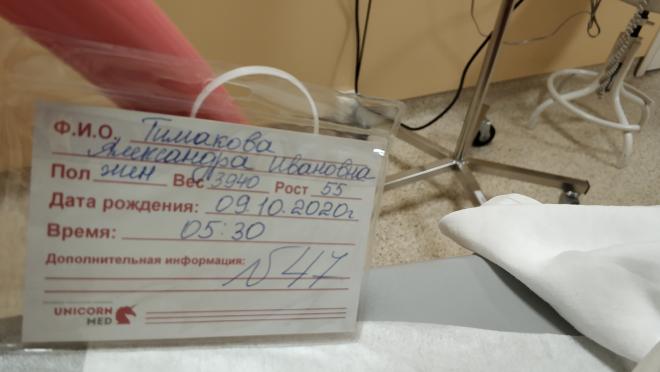 Ф.И.О. Тимакова
Александра Ивановна
Пол жен Вес 3940 Рост 55
Дата рождения: 09.10.2020г
Время: 05:30
Дополнительная информация:
№47
UNICORN
MED